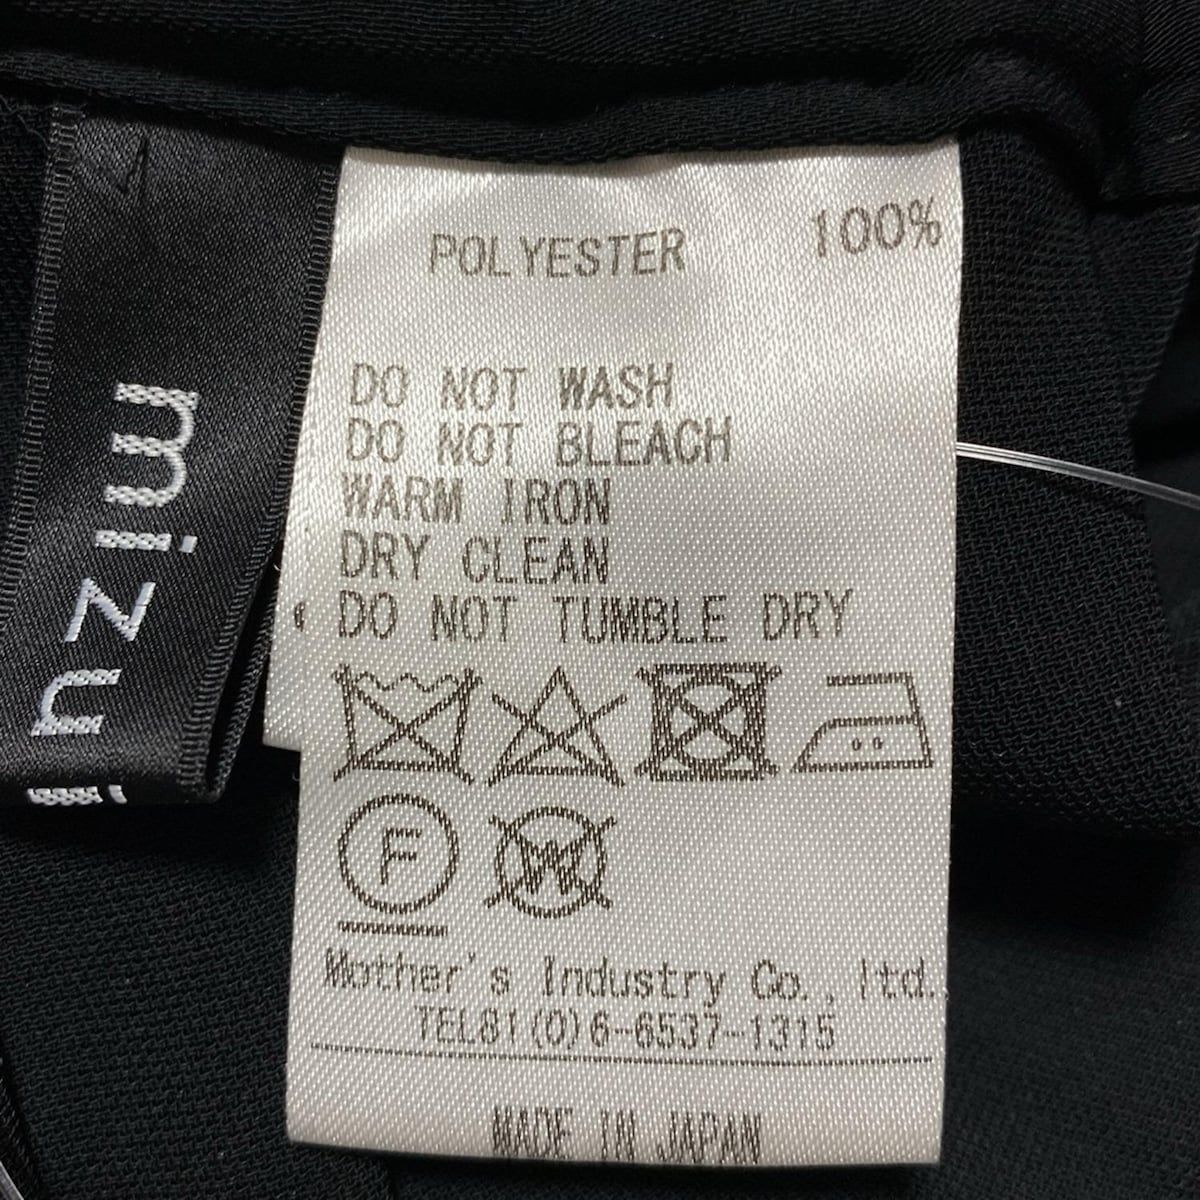 POLYESTER 100%
DO NOT WASH
DO NOT BLEACH
WARM IRON
DRY CLEAN
DO NOT TUMBLE DRY
F W
Mother's Industry Co., ltd.
TEL81(0)6-6537-1315
MADE IN JAPAN
mizu